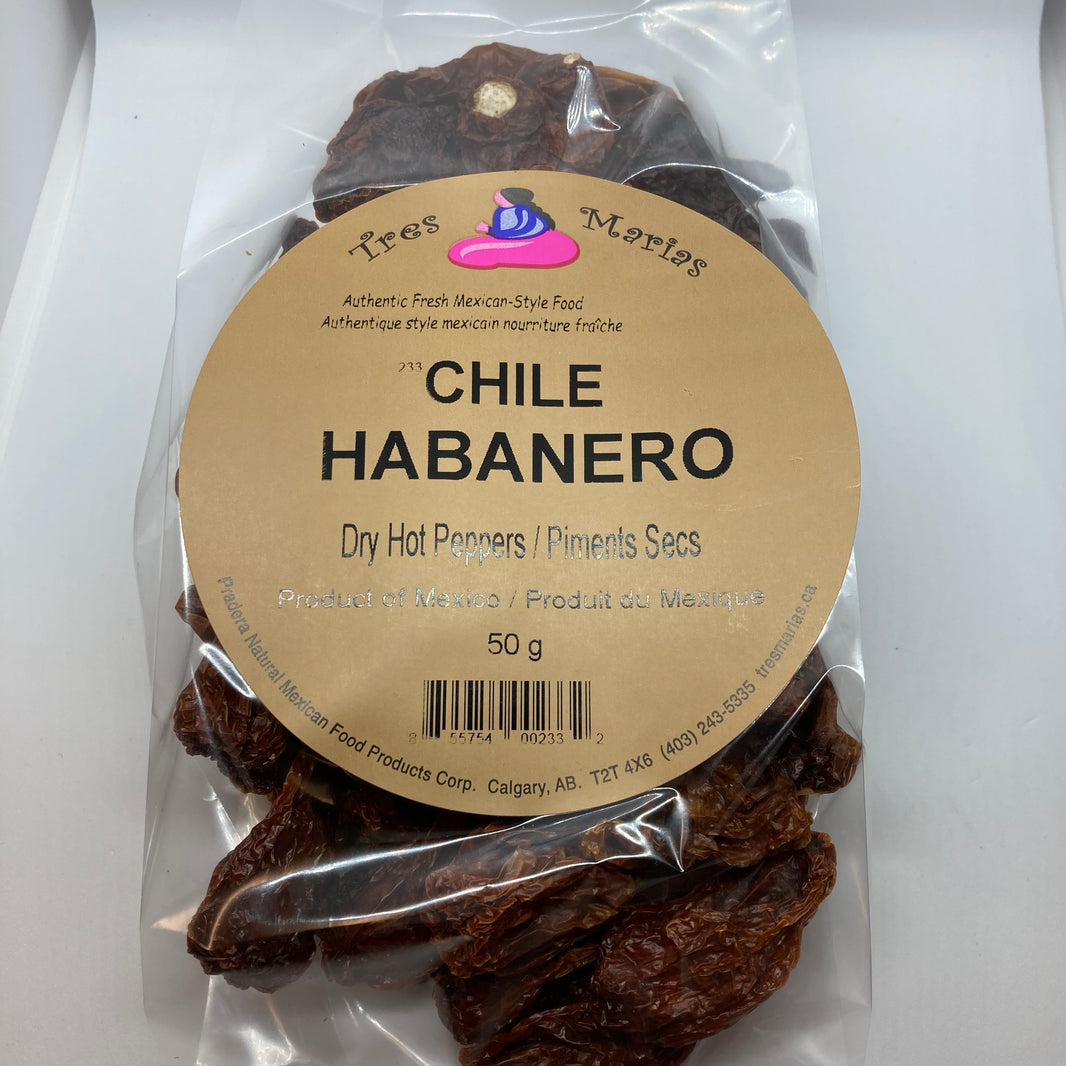 Tres Marias
Authentic Fresh Mexican-Style Food
Authentique style mexicain nourriture fraîche
233 CHILE
HABANERO
Dry Hot Peppers / Piments Secs
Product of Mexico / Produit du Mexique
50 g
8 55754 00233 2
Pradera Natural Mexican Food Products Corp. Calgary, AB. T2T 4X6 (403) 243-5335 tresmarias.ca